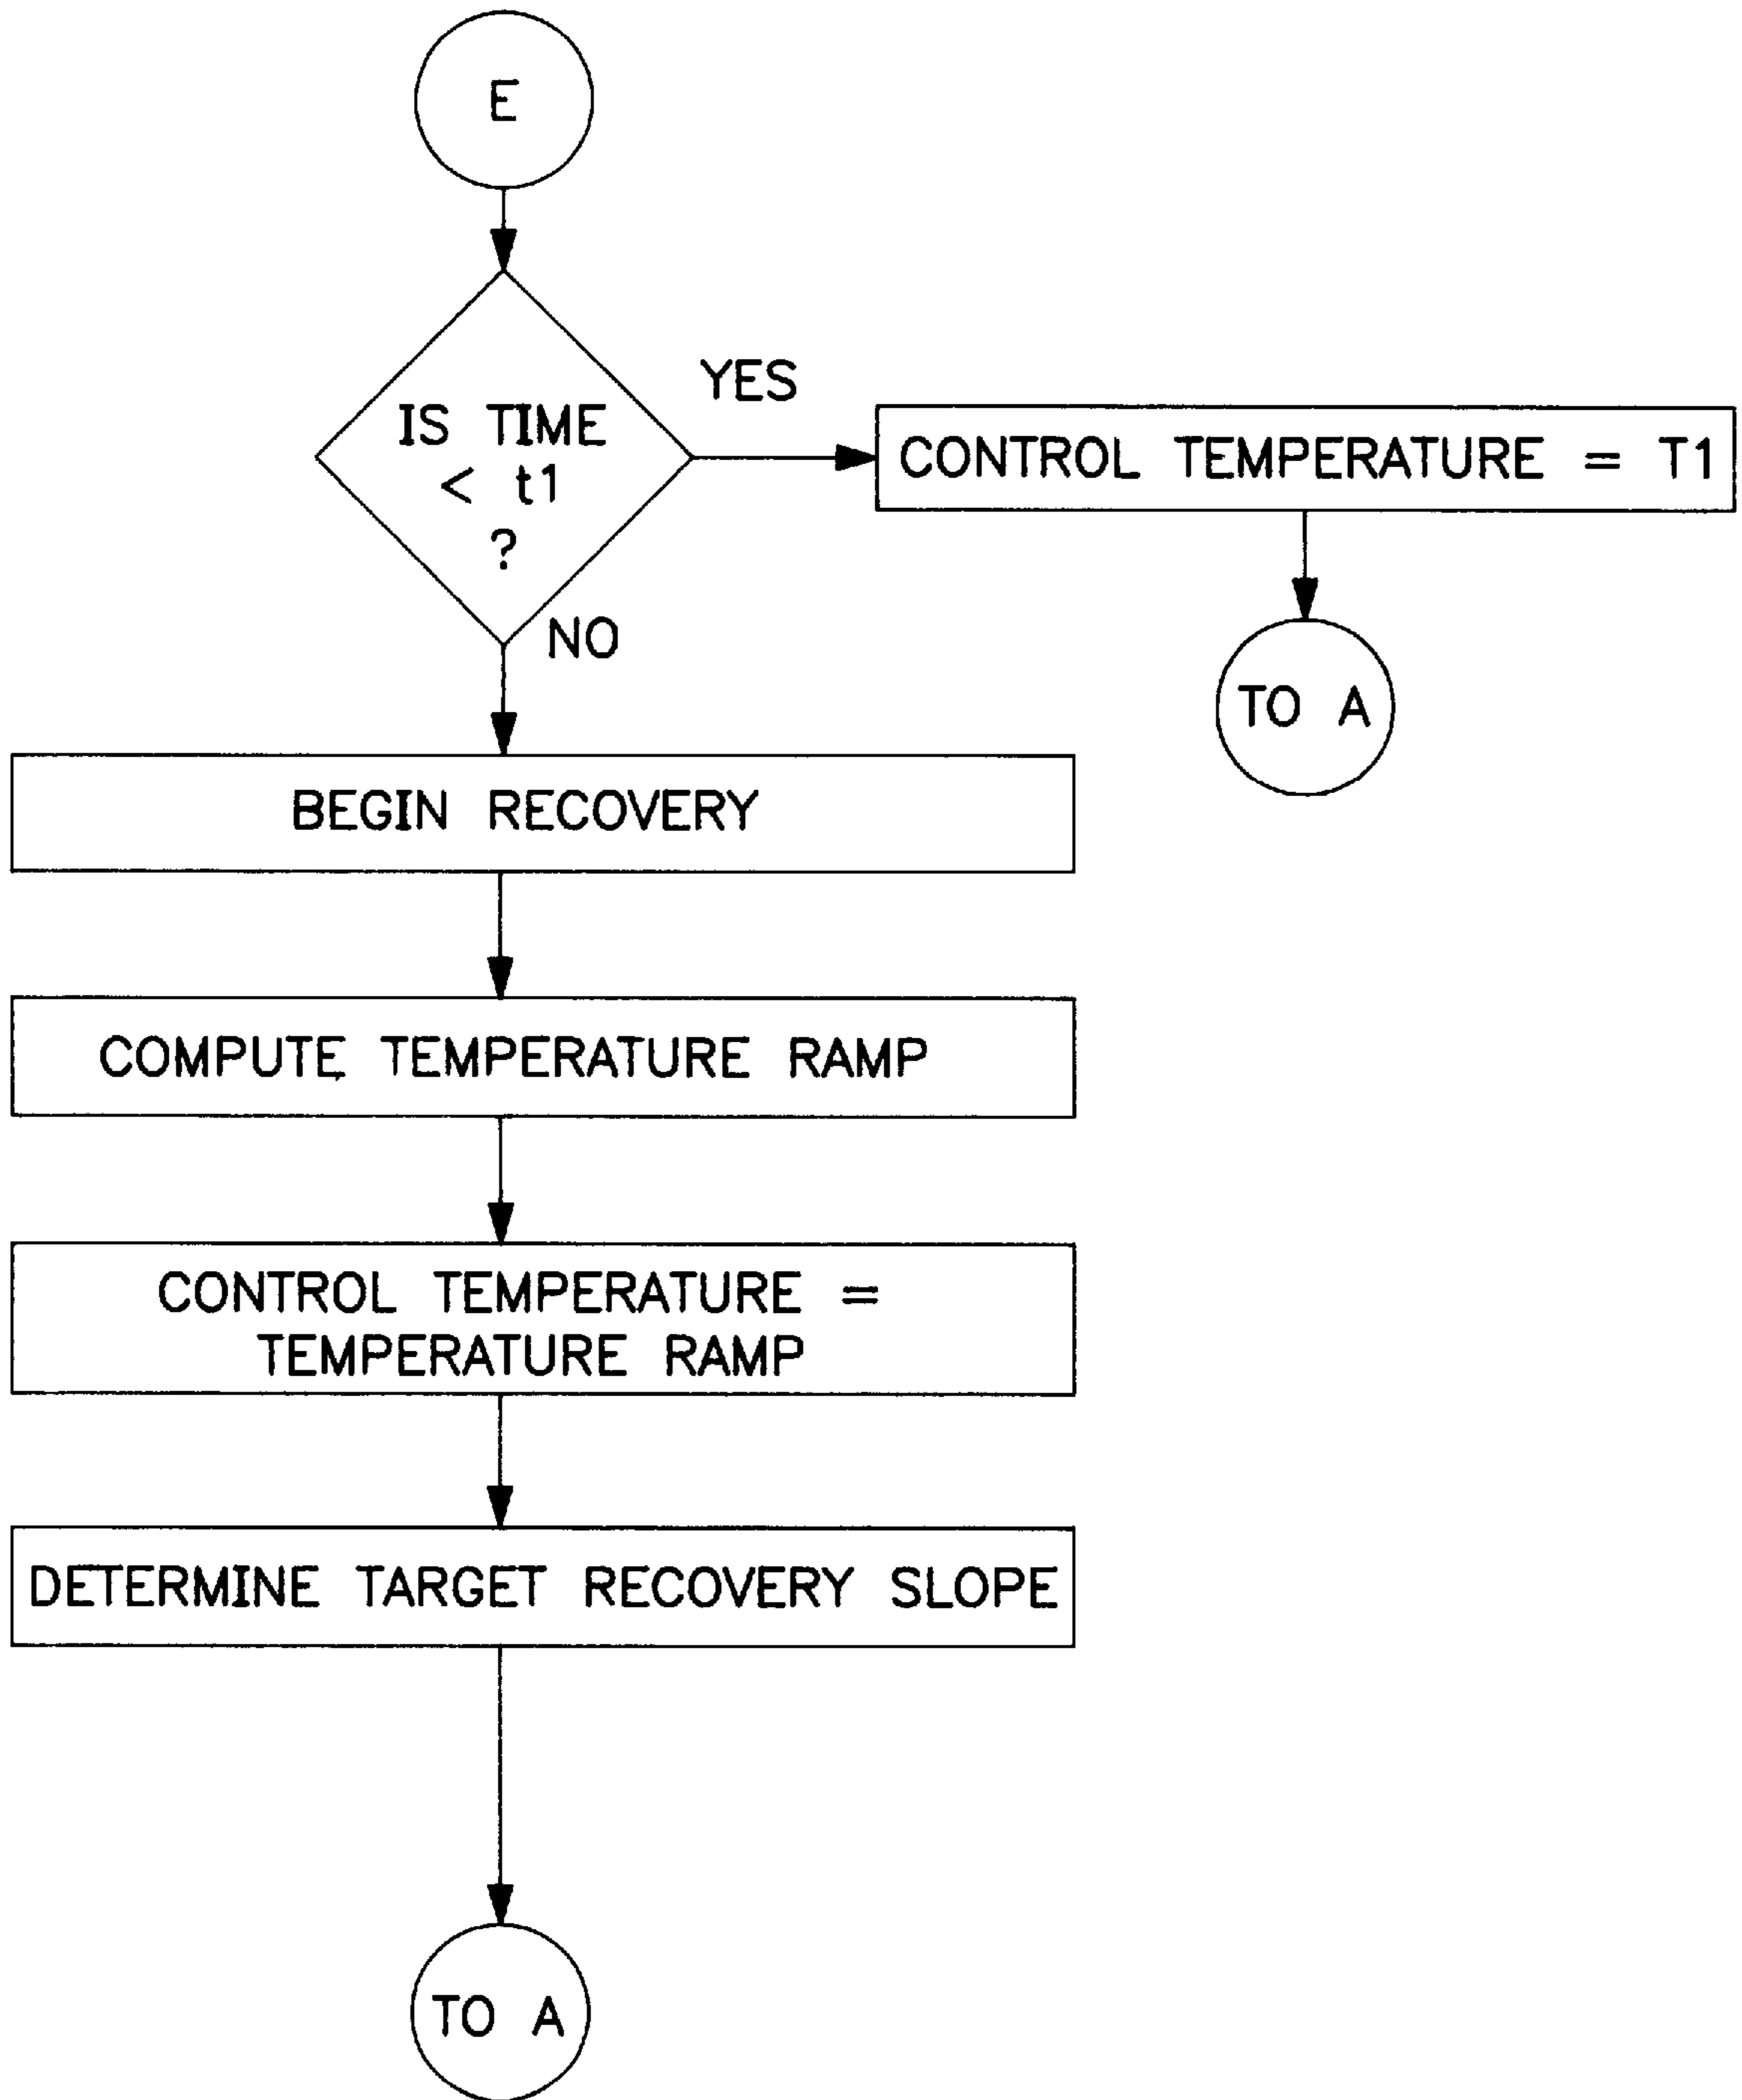 E
IS TIME
< t1
?
YES
CONTROL TEMPERATURE = T1
TO A
NO
BEGIN RECOVERY
COMPUTE TEMPERATURE RAMP
CONTROL TEMPERATURE =
TEMPERATURE RAMP
DETERMINE TARGET RECOVERY SLOPE
TO A